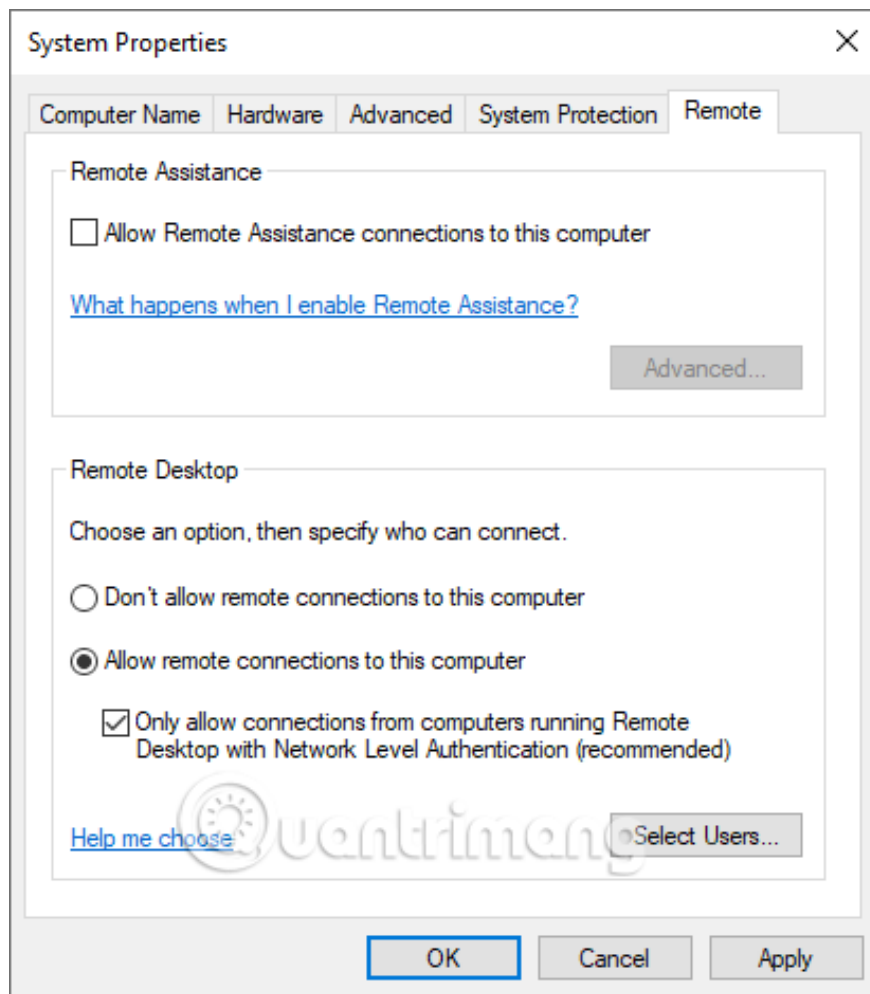 System Properties
Computer Name Hardware Advanced System Protection Remote
Remote Assistance
Allow Remote Assistance connections to this computer
What happens when I enable Remote Assistance?
Advanced...
Remote Desktop
Choose an option, then specify who can connect.
Don't allow remote connections to this computer
Allow remote connections to this computer
Only allow connections from computers running Remote
Desktop with Network Level Authentication (recommended)
Help me choose
Select Users...
Quantrimang
OK Cancel Apply